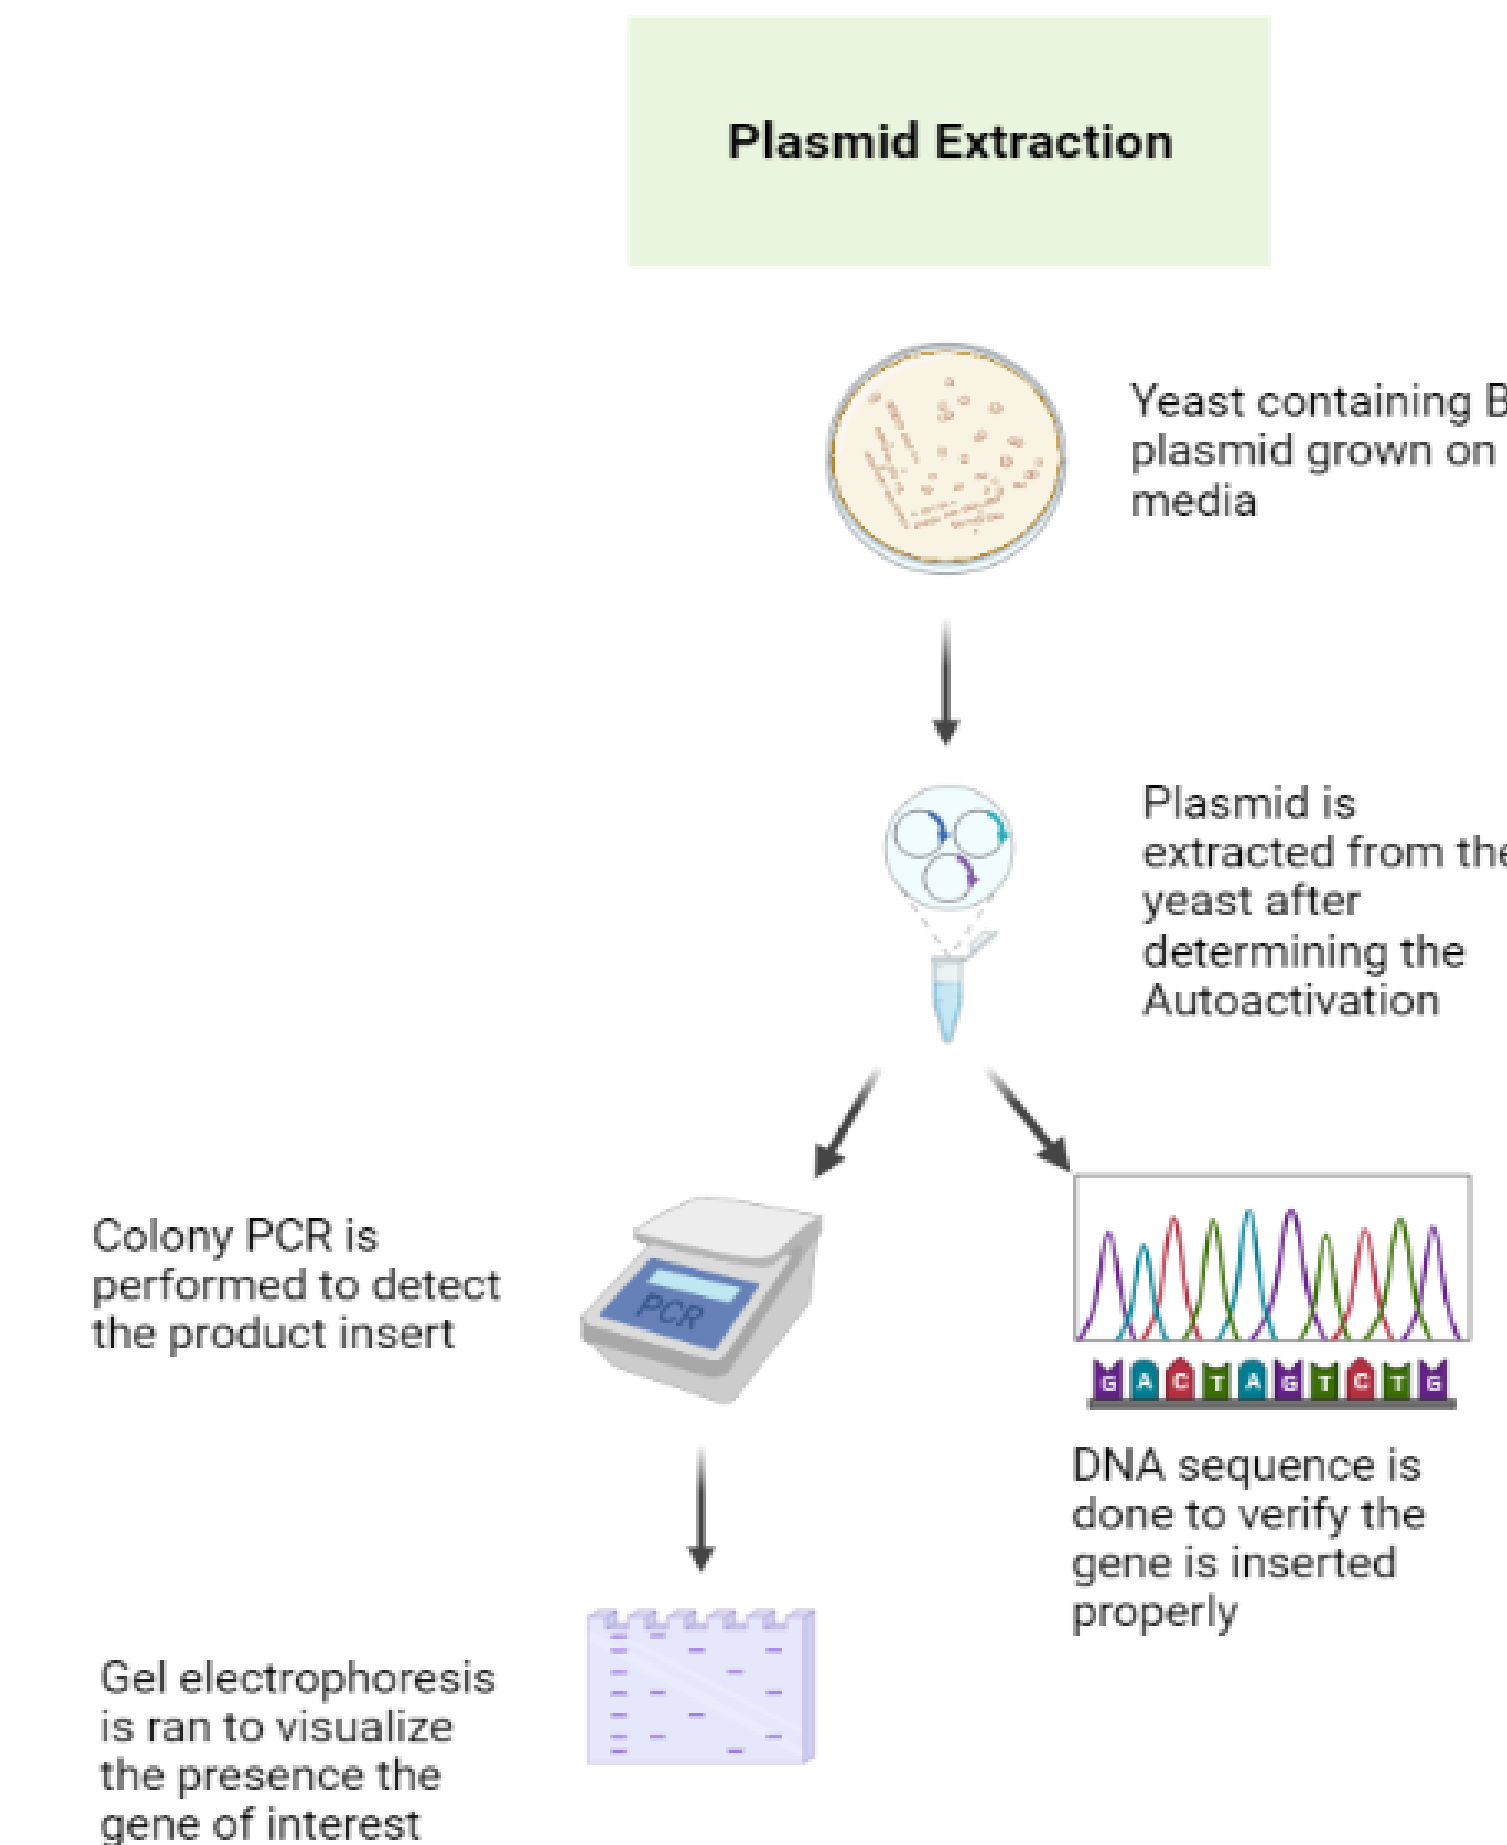 Plasmid Extraction
Yeast containing B
plasmid grown on
media
Plasmid is
extracted from the
yeast after
determining the
Autoactivation
Colony PCR is
performed to detect
the product insert
PCR
G A C T A G T C T G
DNA sequence is
done to verify the
gene is inserted
properly
Gel electrophoresis
is ran to visualize
the presence the
gene of interest